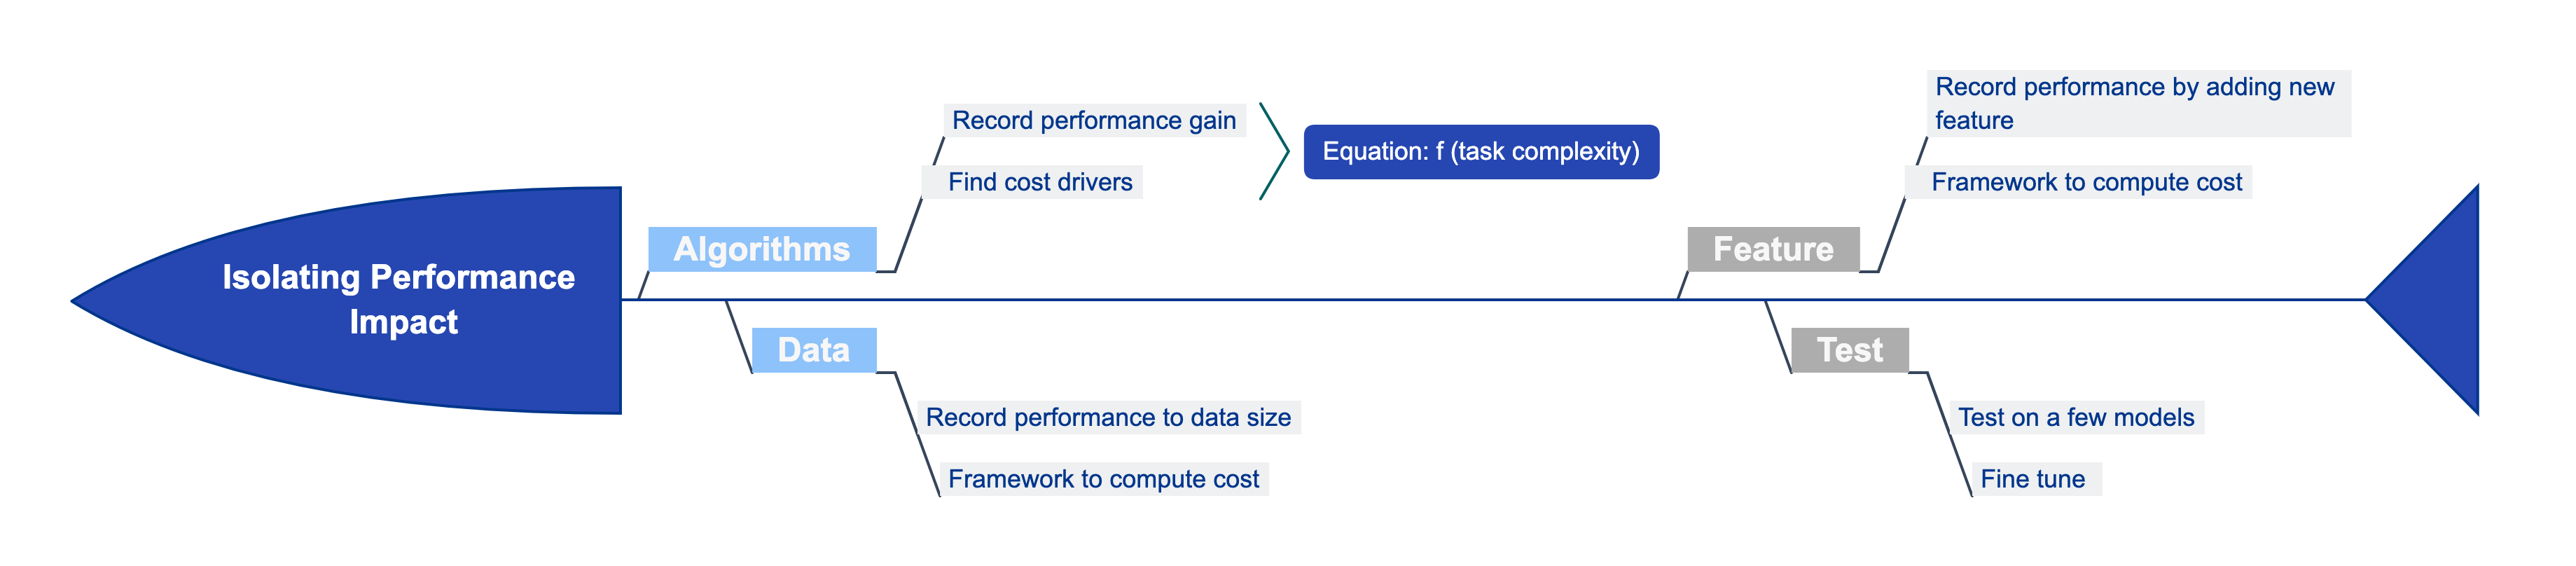 Isolating Performance
Impact
Algorithms
Record performance gain
Find cost drivers
Equation: f (task complexity)
Data
Record performance to data size
Framework to compute cost
Feature
Record performance by adding new
feature
Framework to compute cost
Test
Test on a few models
Fine tune